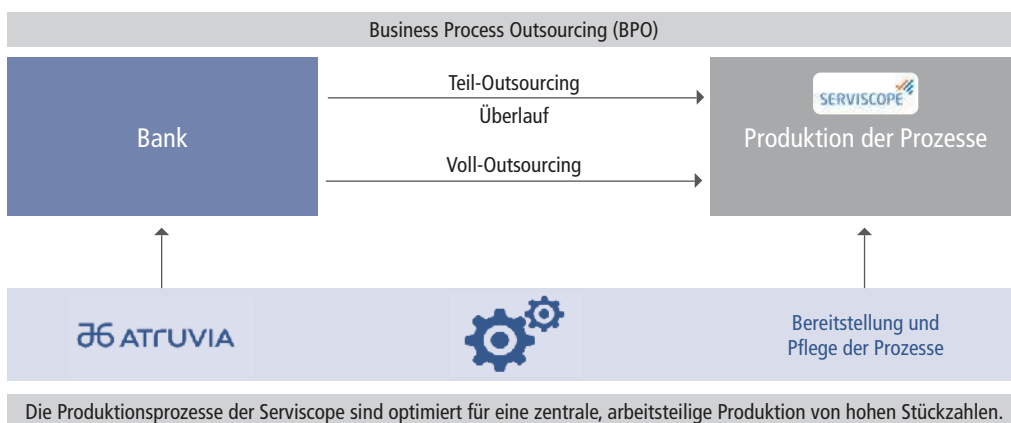 Business Process Outsourcing (BPO)
Bank
Teil-Outsourcing
Überlauf
Voll-Outsourcing
SERVISCOPE
Produktion der Prozesse
ATRUVIA
Bereitstellung und
Pflege der Prozesse
Die Produktionsprozesse der Serviscope sind optimiert für eine zentrale, arbeitsteilige Produktion von hohen Stückzahlen.